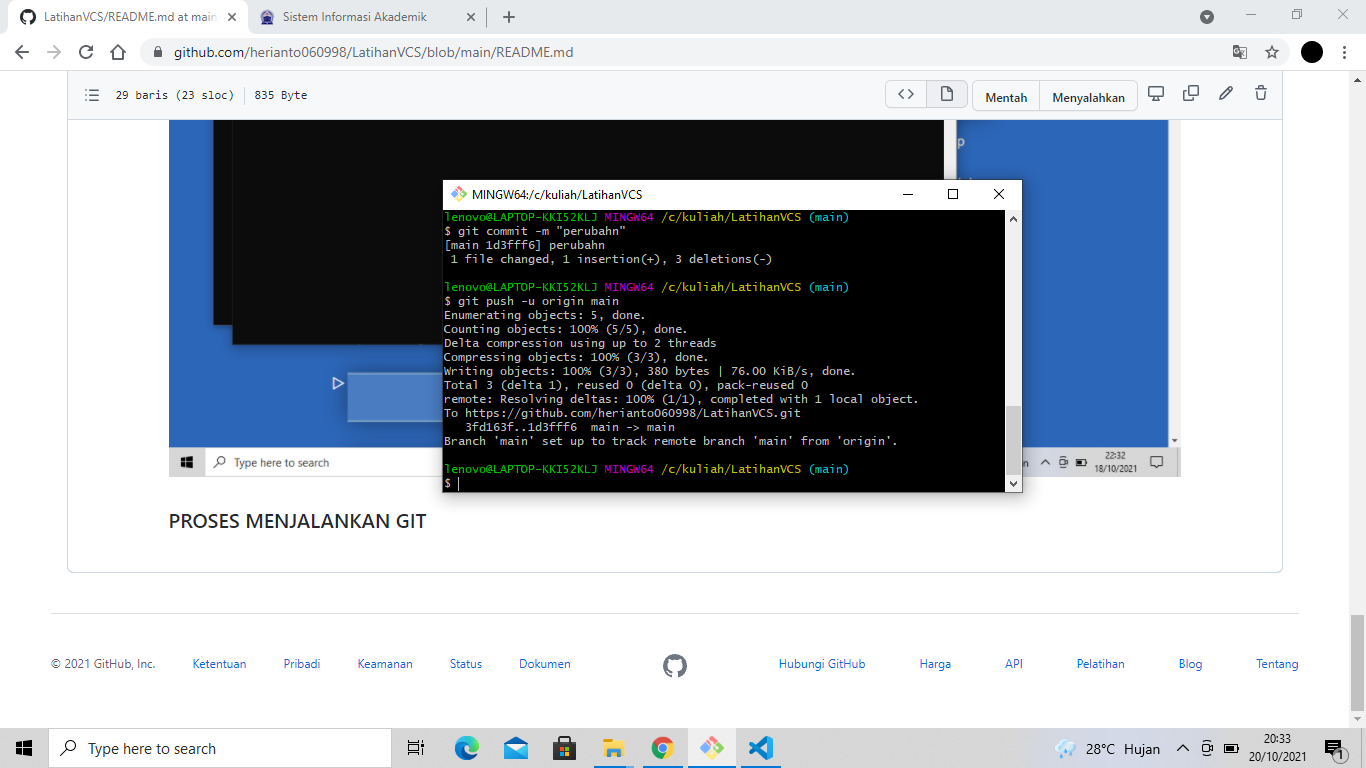 LatihanVCS/README.md at main
Sistem Informasi Akademik
github.com/herianto060998/LatihanVCS/blob/main/README.md
29 baris (23 sloc) 835 Byte
Mentah Menyalahkan
p
MINGW64:/c/kuliah/LatihanVCS
lenovo@LAPTOP-KKI52KLJ MINGW64 /c/kuliah/LatihanVCS (main)
$ git commit -m "perubahn"
[main 1d3fff6] perubahn
1 file changed, 1 insertion(+), 3 deletions(-)
lenovo@LAPTOP-KKI52KLJ MINGW64 /c/kuliah/LatihanVCS (main)
$ git push -u origin main
Enumerating objects: 5, done.
Counting objects: 100% (5/5), done.
Delta compression using up to 2 threads
Compressing objects: 100% (3/3), done.
Writing objects: 100% (3/3), 380 bytes | 76.00 KiB/s, done.
Total 3 (delta 1), reused 0 (delta 0), pack-reused 0
remote: Resolving deltas: 100% (1/1), completed with 1 local object.
To https://github.com/herianto060998/LatihanVCS.git
3fd163f..1d3fff6 main -> main
Branch 'main' set up to track remote branch 'main' from 'origin'.
lenovo@LAPTOP-KKI52KLJ MINGW64 /c/kuliah/LatihanVCS (main)
$
Type here to search
22:32
18/10/2021
PROSES MENJALANKAN GIT
© 2021 GitHub, Inc. Ketentuan Pribadi Keamanan Status Dokumen Hubungi GitHub Harga API Pelatihan Blog Tentang
Type here to search
28°C Hujan
20:33
20/10/2021
1